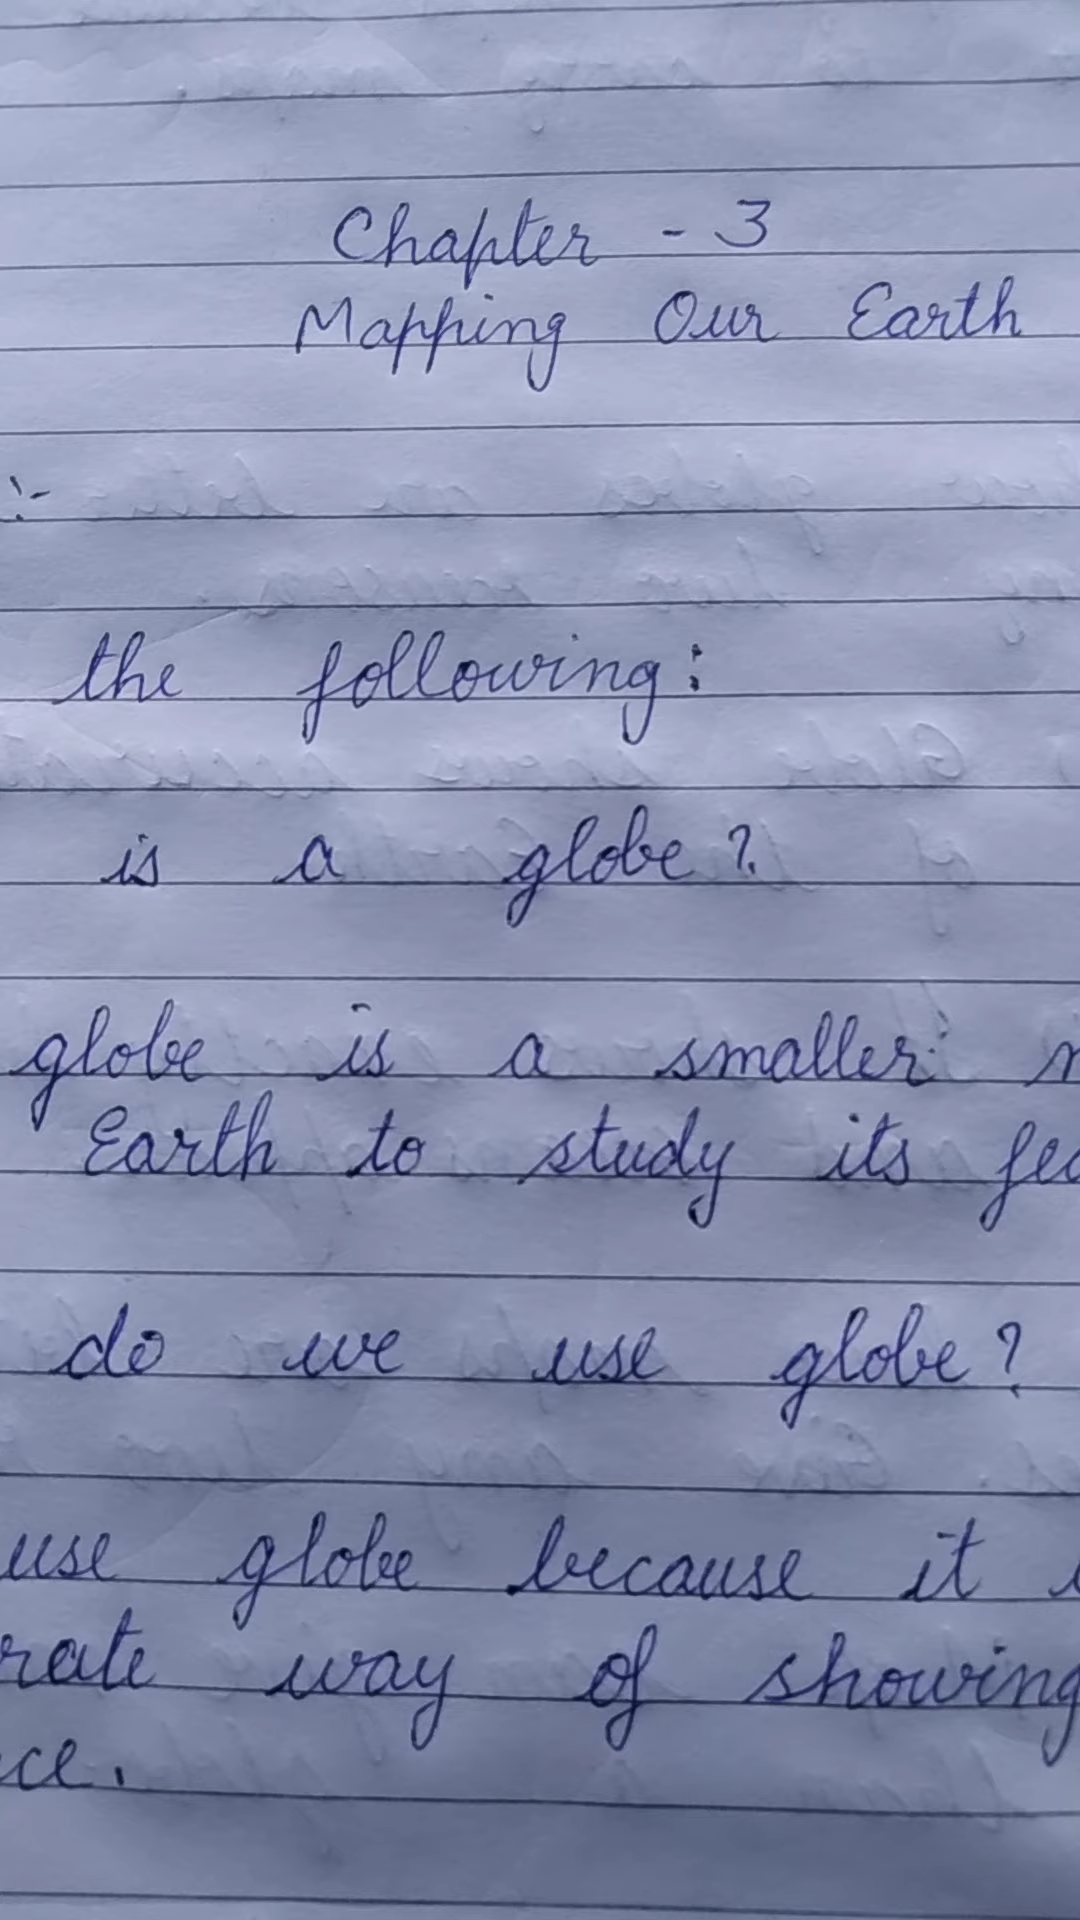 Chapter - 3
Mapping Our Earth
:-
the following:
is a globe?
globe is a smaller
Earth to study its
do we use globe?
use globe because it
rate way of showing
ce.